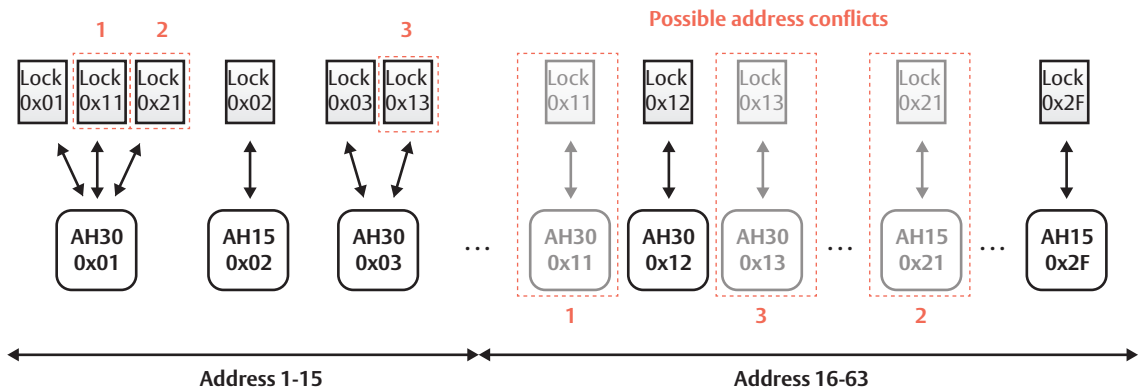 Possible address conflicts
1 2 3
Lock Lock Lock Lock Lock Lock Lock Lock Lock Lock Lock
0x01 0x11 0x21 0x02 0x03 0x13 0x11 0x12 0x13 0x21 0x2F
AH30 AH15 AH30 ... AH30 AH30 AH30 ... AH15 ... AH15
0x01 0x02 0x03 0x11 0x12 0x13 0x21 0x2F
1 3 2
Address 1-15 Address 16-63